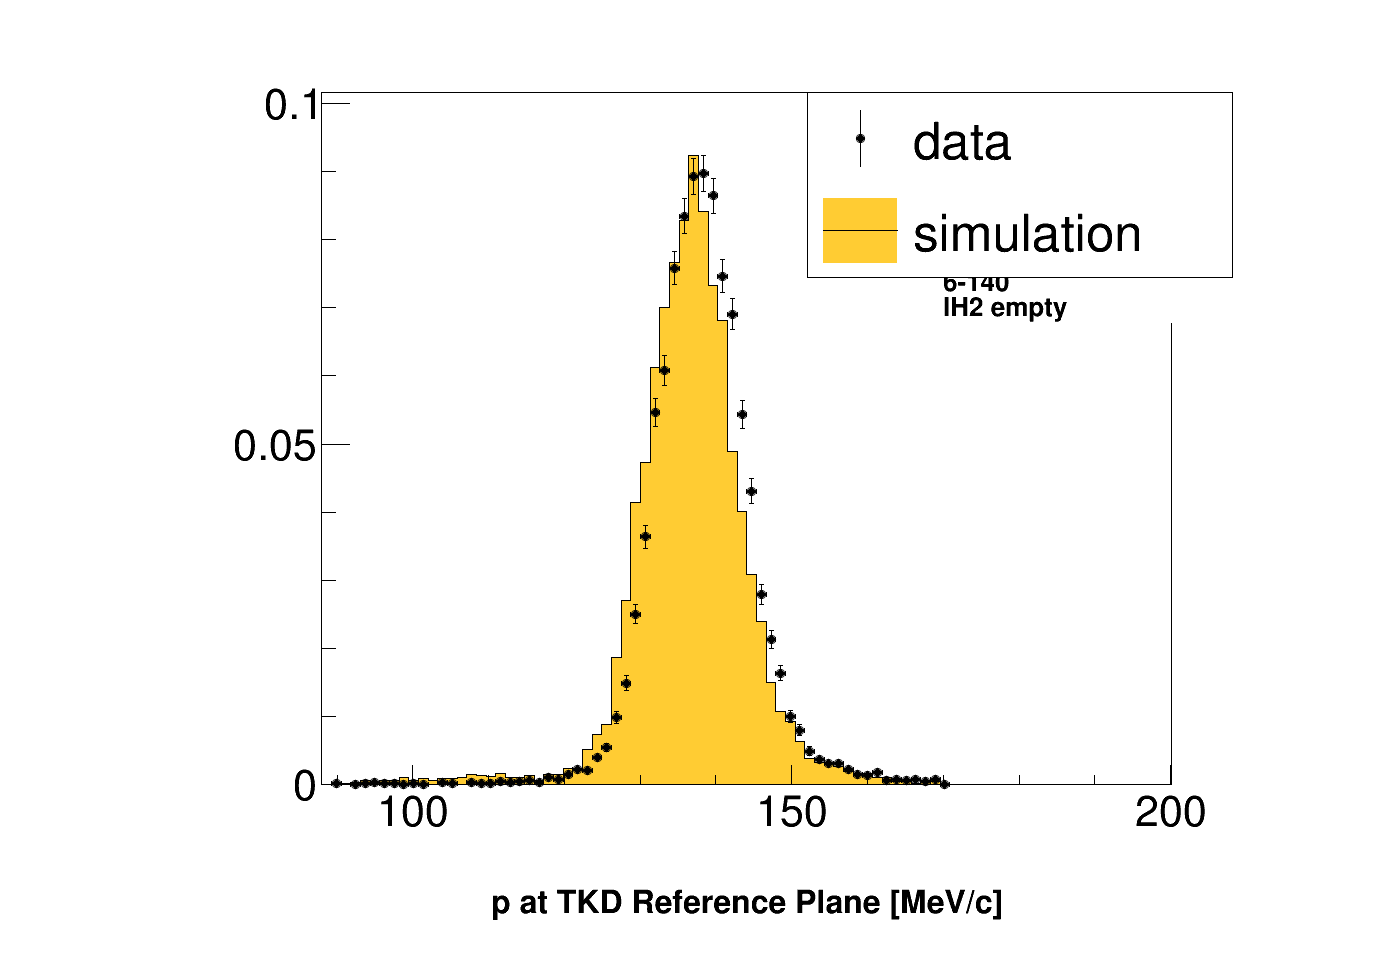 0.1
data
simulation
6-140
lH2 empty
0.05
0
100
150
200
p at TKD Reference Plane [MeV/c]